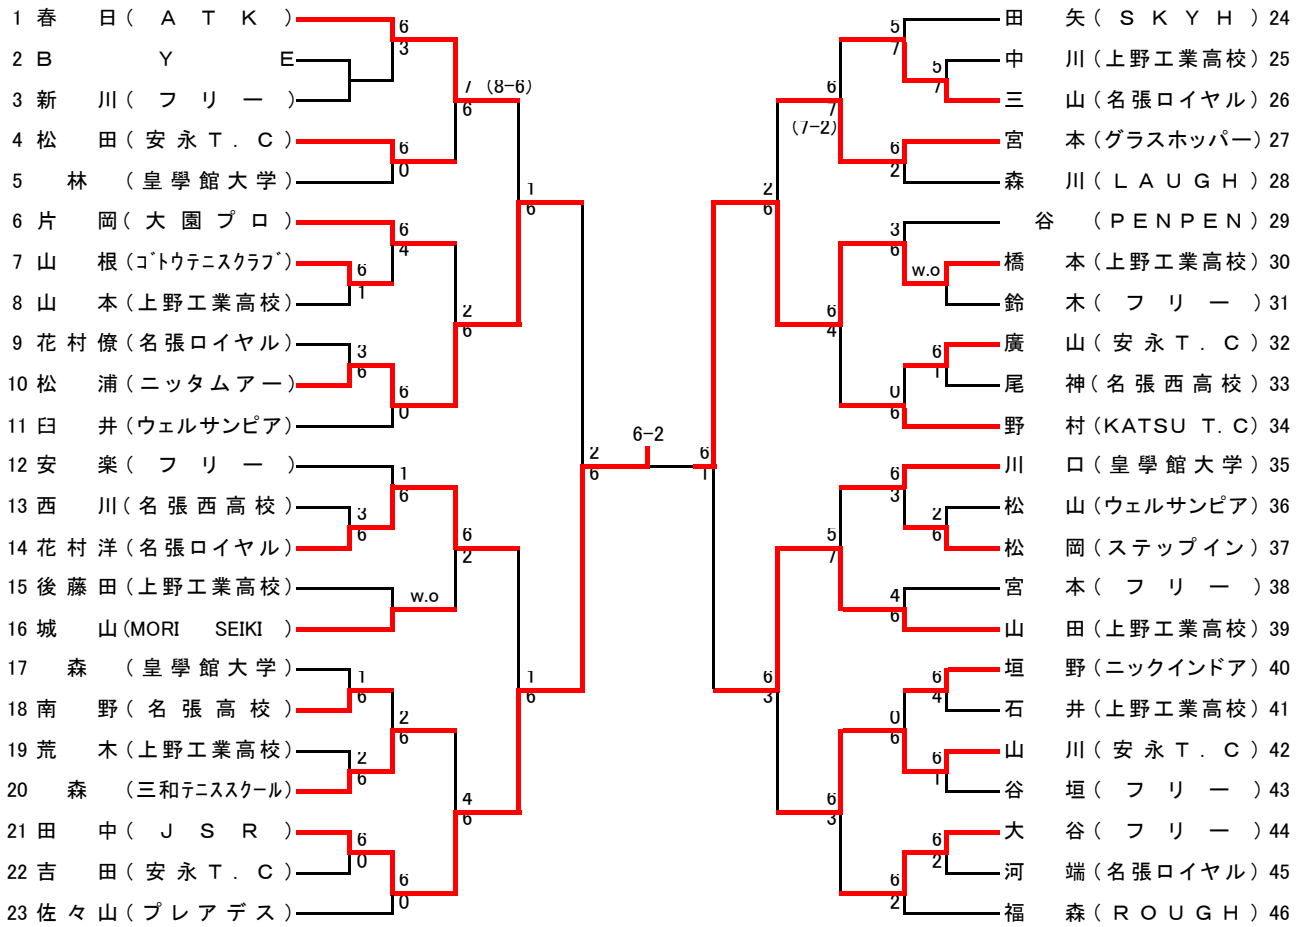 1 春 日 ( A T K )
2 B Y E
3 新 川 ( フ リ ー )
4 松 田 ( 安 永 T . C )
5 林 ( 皇 學 館 大 学 )
6 片 岡 ( 大 園 プ ロ )
7 山 根 (ゴトウテニスクラブ)
8 山 本 (上野工業高校)
9 花 村 僚 (名張ロイヤル)
10 松 浦 (ニッタムアー)
11 臼 井 (ウェルサンピア)
12 安 楽 ( フ リ ー )
13 西 川 (名 張 西 高 校)
14 花 村 洋 (名張ロイヤル)
15 後 藤 田 (上野工業高校)
16 城 山 (MORI SEIKI )
17 森 ( 皇 學 館 大 学 )
18 南 野 ( 名 張 高 校 )
19 荒 木 (上野工業高校)
20 森 (三和テニススクール)
21 田 中 ( J S R )
22 吉 田 ( 安 永 T . C )
23 佐 々 山 ( プレアデス )
6
3
7 (8-6)
6
6
0
1
6
6
4
6
1
2
6
3
6
6
0
2
6
1
6
3
6
6
2
w.o
1
6
1
6
2
6
2
6
4
6
6
0
6
0
6-2
5
7
5
7
6
7
(7-2)
6
2
2
6
3
6
w.o
6
4
6
1
0
6
6
1
6
3
2
6
5
7
4
6
6
3
6
4
0
6
6
1
6
3
6
2
6
2
田 矢 ( S K Y H ) 24
中 川 (上野工業高校) 25
三 山 (名張ロイヤル) 26
宮 本 (グラスホッパー) 27
森 川 ( L A U G H ) 28
谷 ( P E N P E N ) 29
橋 本 (上野工業高校) 30
鈴 木 ( フ リ ー ) 31
廣 山 ( 安 永 T . C ) 32
尾 神 (名張西高校) 33
野 村 (KATSU T.C) 34
川 口 (皇 學 館 大 学) 35
松 山 (ウェルサンピア) 36
松 岡 (ステップイン) 37
宮 本 ( フ リ ー ) 38
山 田 (上野工業高校) 39
垣 野 (ニックインドア) 40
石 井 (上野工業高校) 41
山 川 ( 安 永 T . C ) 42
谷 垣 ( フ リ ー ) 43
大 谷 ( フ リ ー ) 44
河 端 (名張ロイヤル) 45
福 森 ( R O U G H ) 46